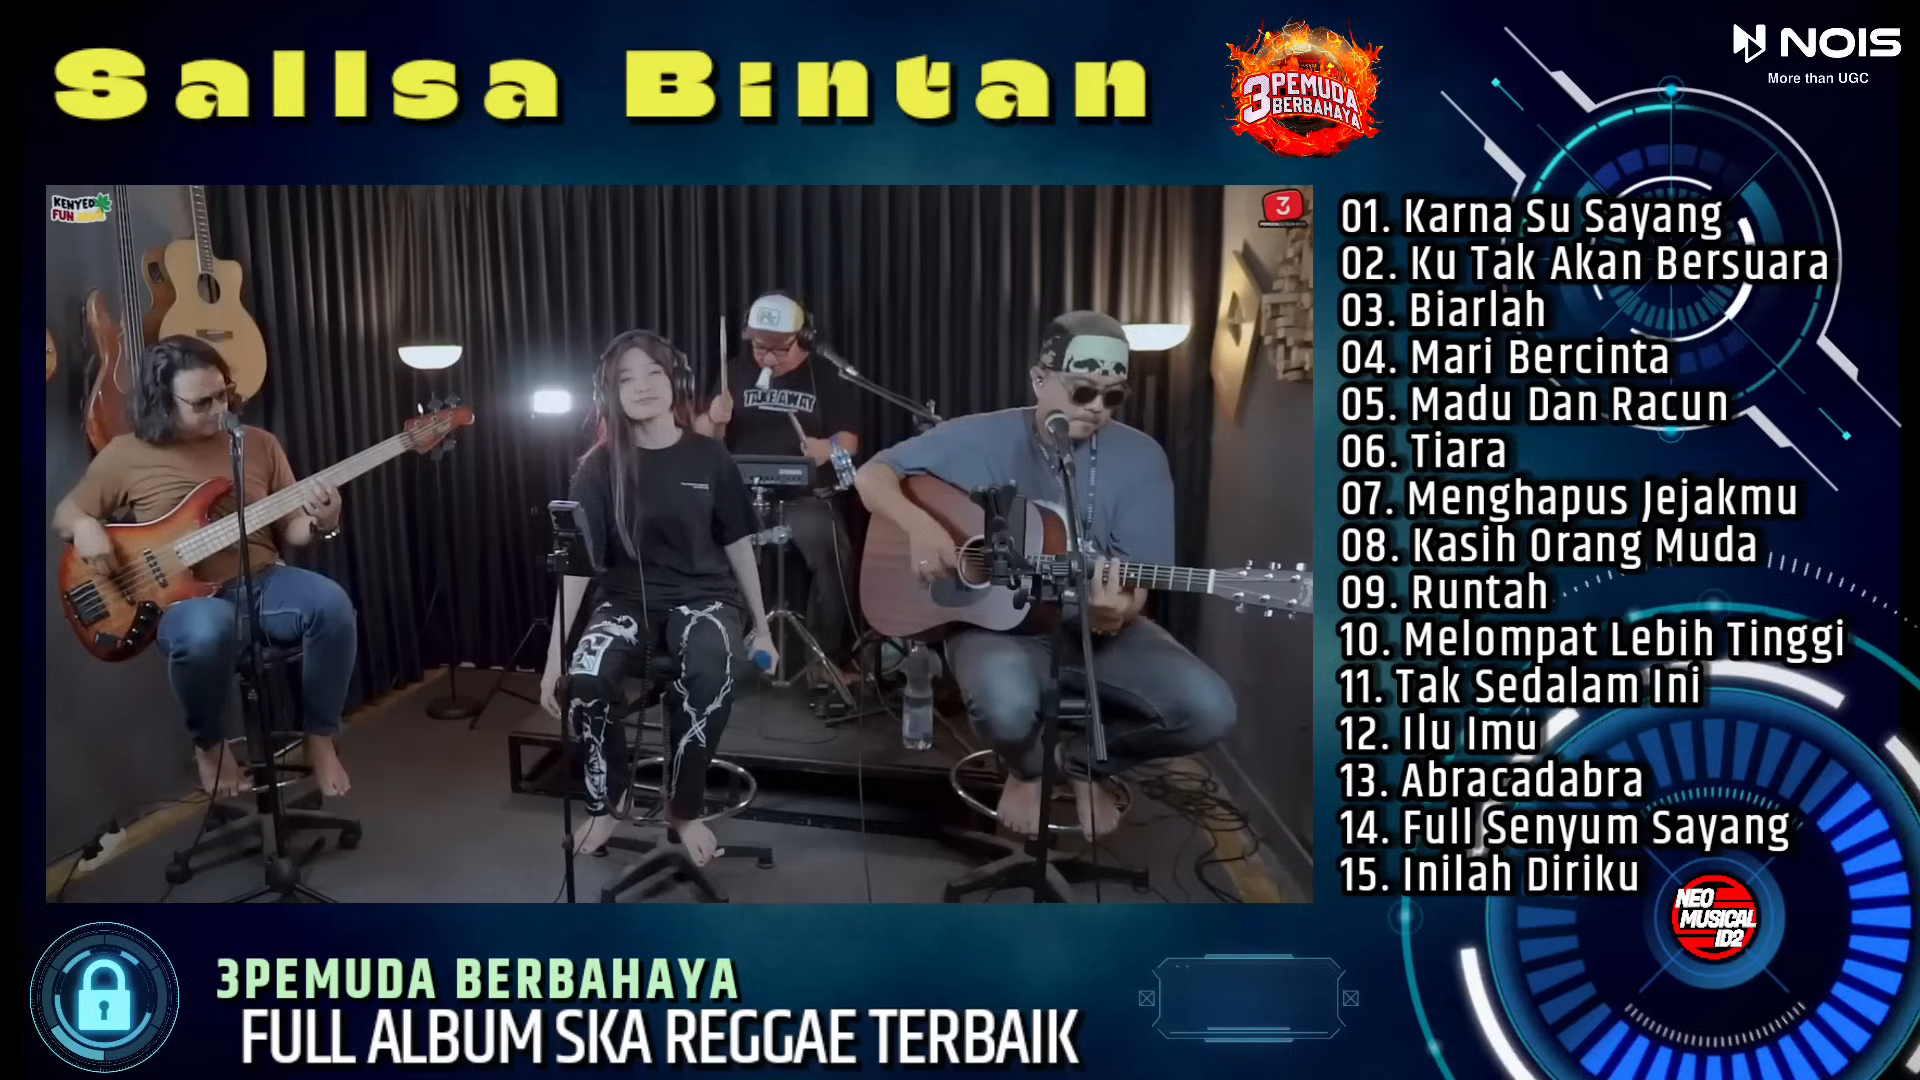 Sallsa Bintan
3PEMUDA
BERBAHAYA
NOIS
More than UGC
KENYED
FUN
3
TAKE AWAY
01. Karna Su Sayang
02. Ku Tak Akan Bersuara
03. Biarlah
04. Mari Bercinta
05. Madu Dan Racun
06. Tiara
07. Menghapus Jejakmu
08. Kasih Orang Muda
09. Runtah
10. Melompat Lebih Tinggi
11. Tak Sedalam Ini
12. Ilu Imu
13. Abracadabra
14. Full Senyum Sayang
15. Inilah Diriku
NEO
MUSICAL
ID2
3PEMUDA BERBAHAYA
FULL ALBUM SKA REGGAE TERBAIK